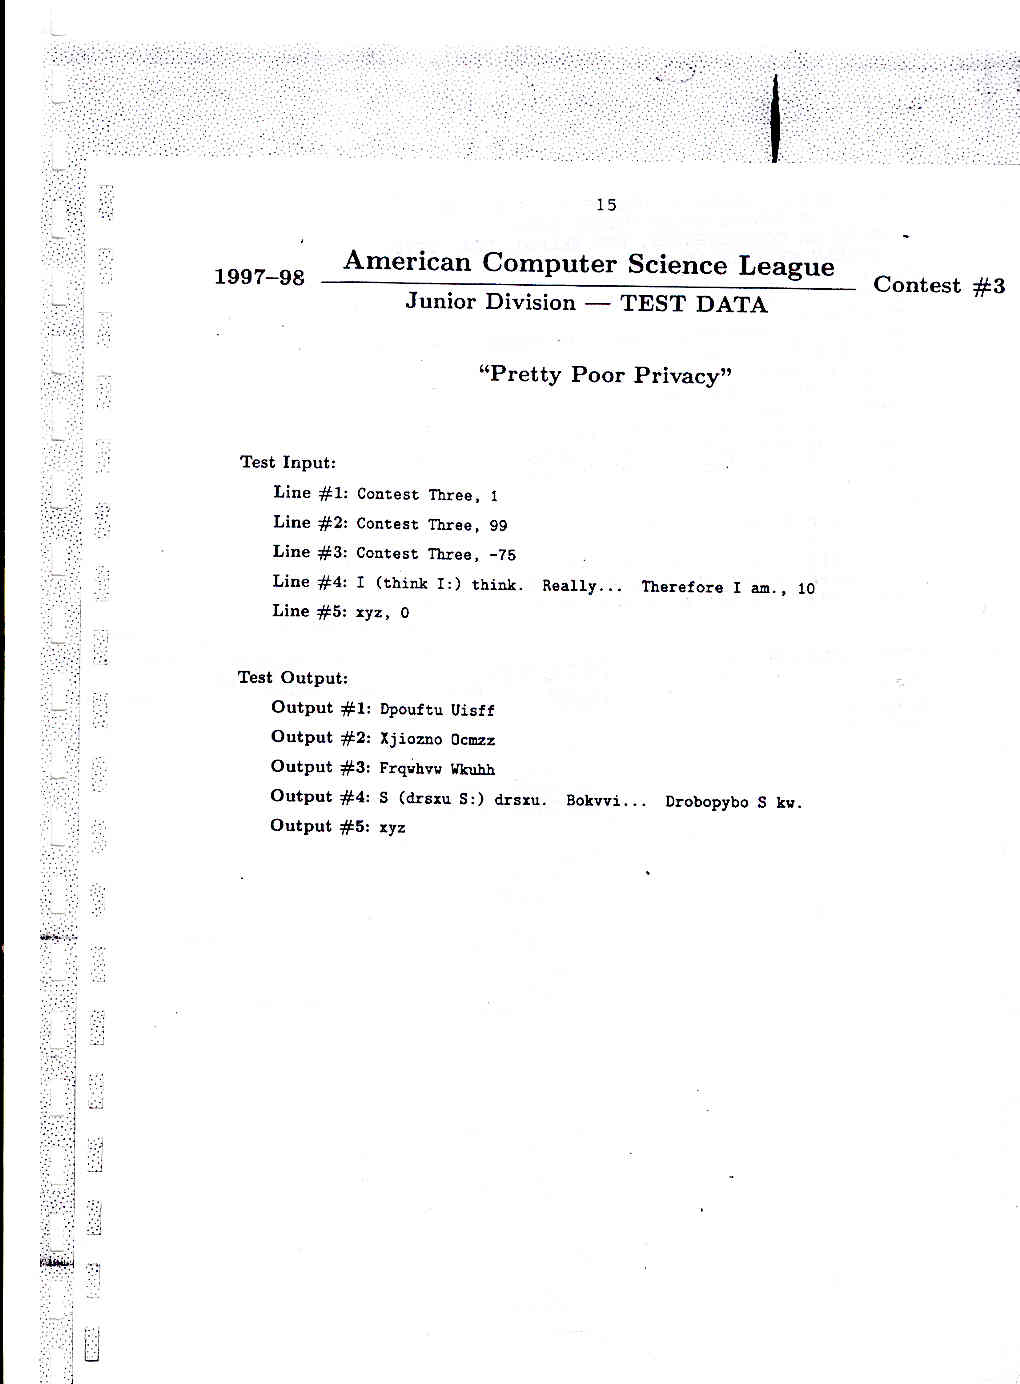 15
1997–98 American Computer Science League Contest #3
Junior Division — TEST DATA
“Pretty Poor Privacy”
Test Input:
Line #1: Contest Three, 1
Line #2: Contest Three, 99
Line #3: Contest Three, -75
Line #4: I (think I:) think. Really... Therefore I am., 10
Line #5: xyz, 0
Test Output:
Output #1: Dpouftu Uisff
Output #2: Xjiozno Ocmzz
Output #3: Frqwhvw Wkuhh
Output #4: S (drsxu S:) drsxu. Bokvvi... Drobopybo S kw.
Output #5: xyz